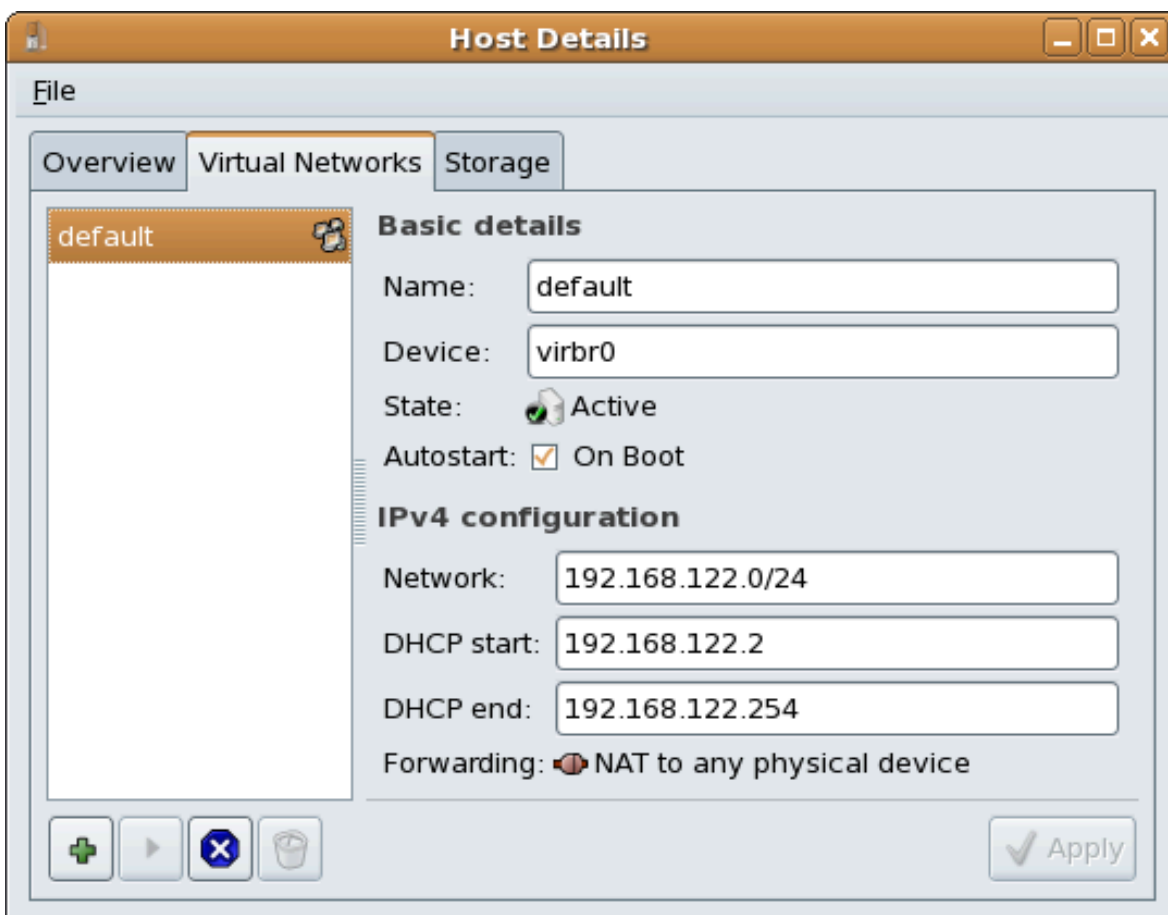 Host Details
File
Overview Virtual Networks Storage
default
Basic details
Name: default
Device: virbr0
State: Active
Autostart: On Boot
IPv4 configuration
Network: 192.168.122.0/24
DHCP start: 192.168.122.2
DHCP end: 192.168.122.254
Forwarding: NAT to any physical device
Apply